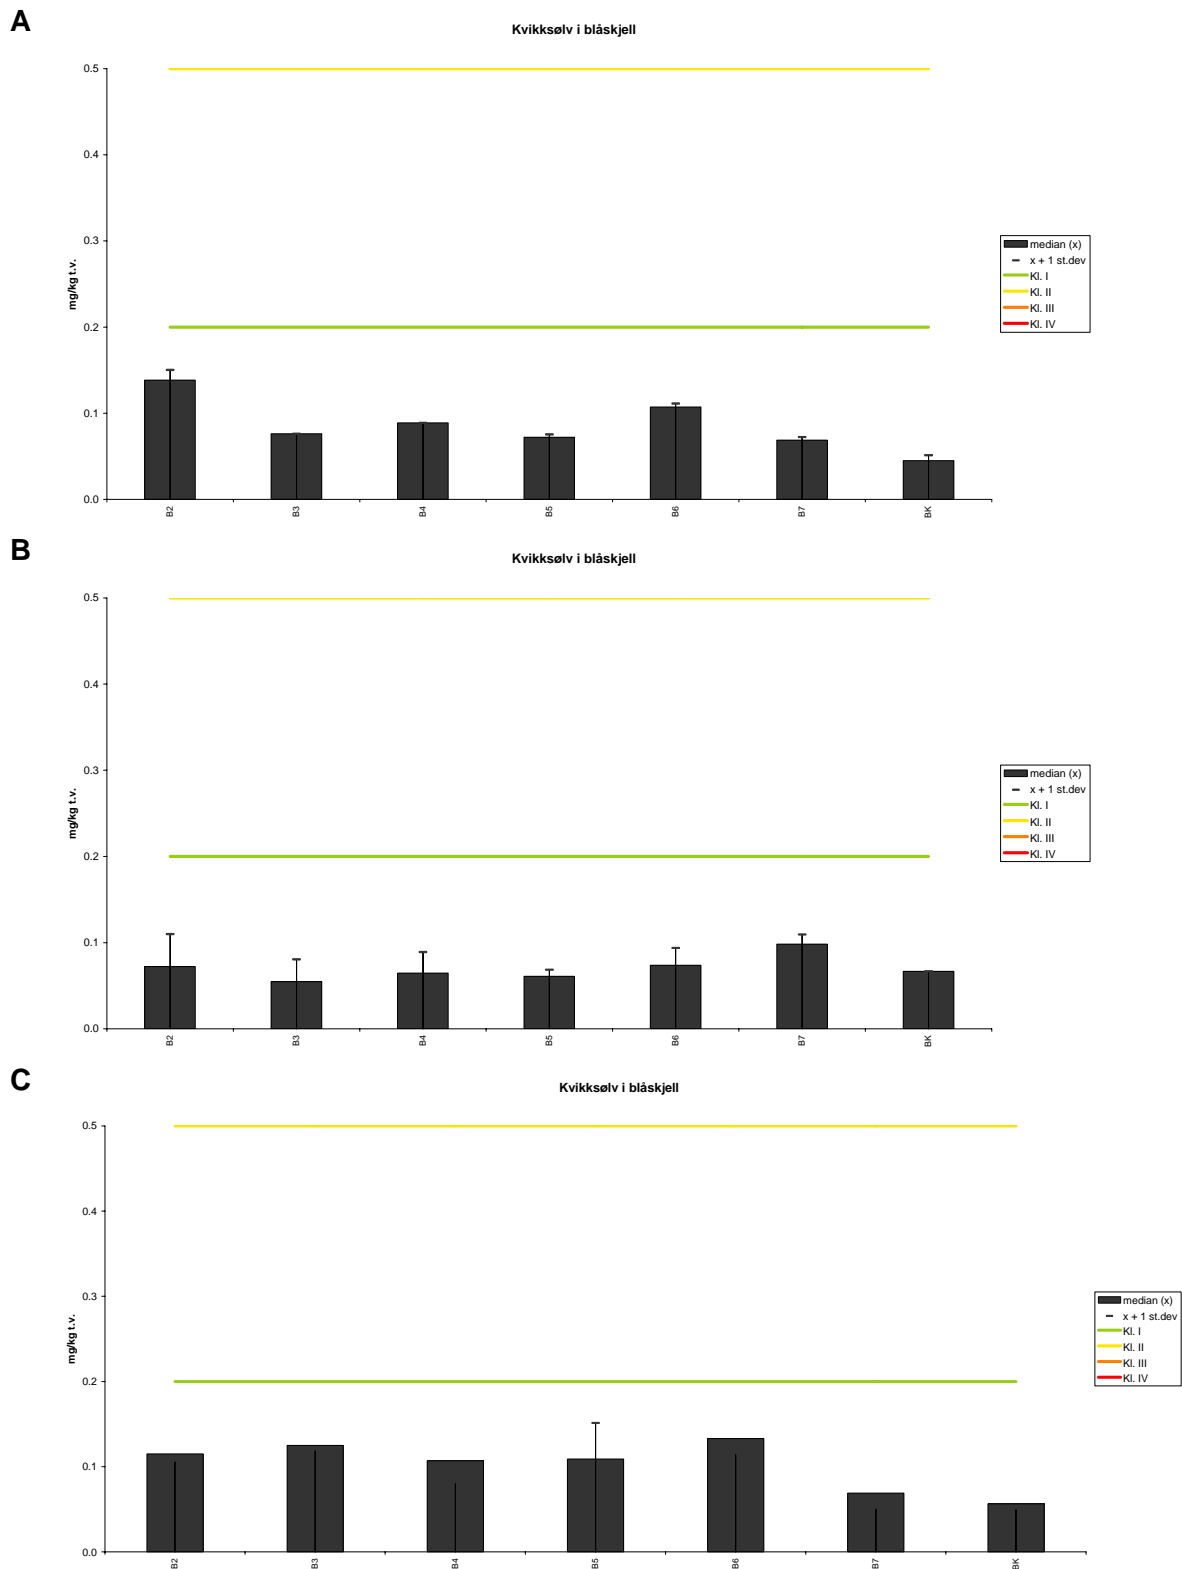 A
Kvikksølv i blåskjell
0.5
0.4
0.3
0.2
0.1
0.0
mg/kg t.v.
B2
B3
B4
B5
B6
B7
BK
median (x)
x + 1 st.dev
Kl. I
Kl. II
Kl. III
Kl. IV
B
Kvikksølv i blåskjell
0.5
0.4
0.3
0.2
0.1
0.0
mg/kg t.v.
B2
B3
B4
B5
B6
B7
BK
median (x)
x + 1 st.dev
Kl. I
Kl. II
Kl. III
Kl. IV
C
Kvikksølv i blåskjell
0.5
0.4
0.3
0.2
0.1
0.0
mg/kg t.v.
B2
B3
B4
B5
B6
B7
BK
median (x)
x + 1 st.dev
Kl. I
Kl. II
Kl. III
Kl. IV